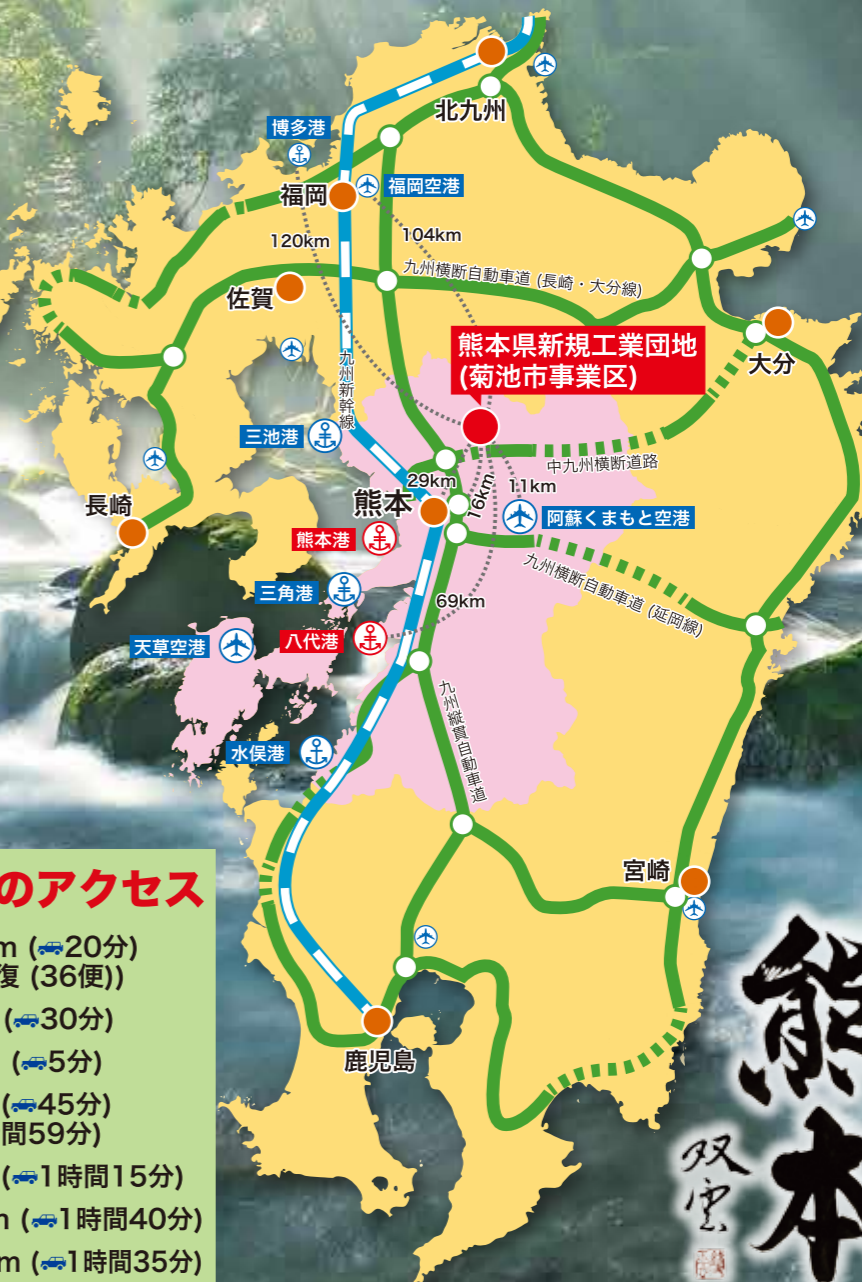 北九州
博多港
福岡
福岡空港
120km
104km
九州横断自動車道 (長崎・大分線)
佐賀
九州新幹線
熊本県新規工業団地
(菊池市事業区)
大分
三池港
中九州横断道路
29km
16km
11km
熊本
阿蘇くまもと空港
長崎
熊本港
九州横断自動車道 (延岡線)
三角港
69km
天草空港
八代港
九州縦貫自動車道
水俣港
宮崎
鹿児島
のアクセス
m (20分)
復 (36便))
(30分)
(5分)
(45分)
間59分)
(1時間15分)
m (1時間40分)
m (1時間35分)
熊本
双雲